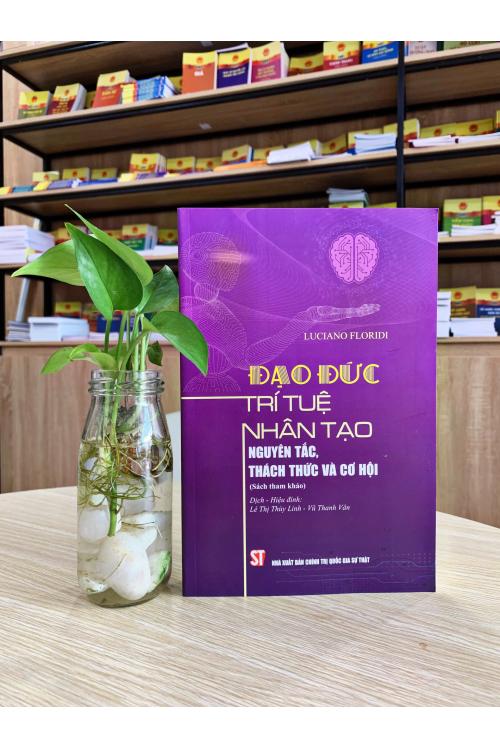 LUCIANO FLORIDI
ĐẠO ĐỨC
TRÍ TUỆ
NHÂN TẠO
NGUYÊN TẮC,
THÁCH THỨC VÀ CƠ HỘI
(Sách tham khảo)
Dịch - Hiệu đính:
Lê Thị Thùy Linh - Vũ Thanh Vân
ST
NHÀ XUẤT BẢN CHÍNH TRỊ QUỐC GIA SỰ THẬT